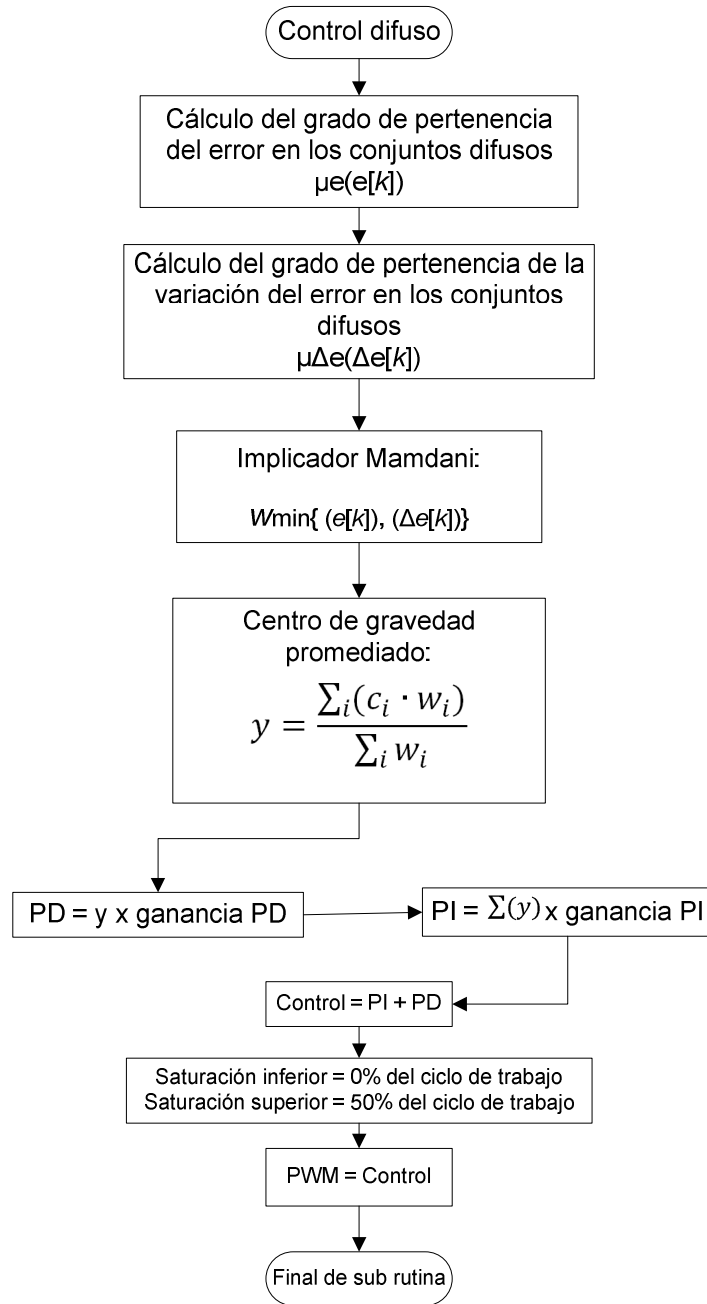 Control difuso
Cálculo del grado de pertenencia
del error en los conjuntos difusos
µe(e[k])
Cálculo del grado de pertenencia de la
variación del error en los conjuntos
difusos
µΔe(Δe[k])
Implicador Mamdani:
Wmin{ (e[k]), (Δe[k])}
Centro de gravedad
promediado:
y = ∑i(ci · wi) / ∑i wi
PD = y x ganancia PD
PI = ∑(y) x ganancia PI
Control = PI + PD
Saturación inferior = 0% del ciclo de trabajo
Saturación superior = 50% del ciclo de trabajo
PWM = Control
Final de sub rutina